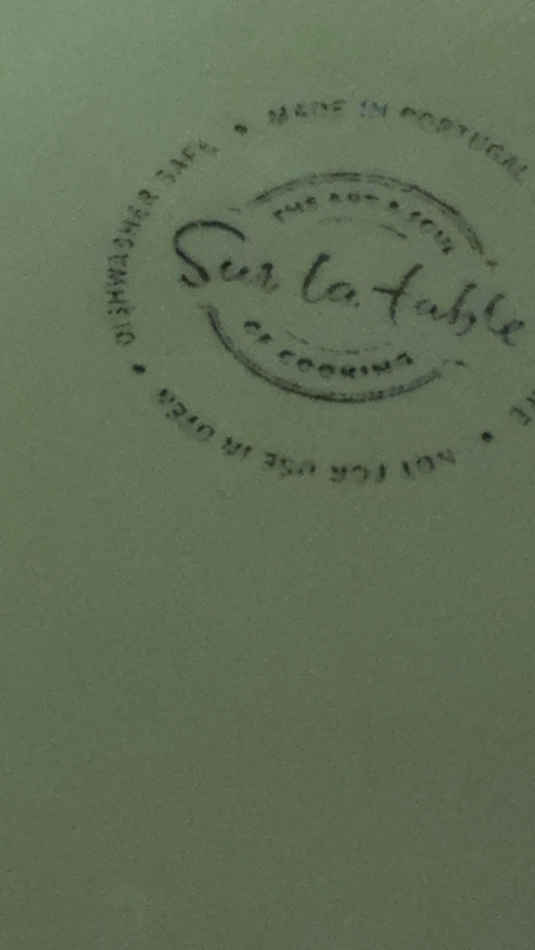 MADE IN PORTUGAL
DISHWASHER SAFE
THE ART & SOUL
Sur la table
OF COOKING
NOT FOR USE IN OVEN